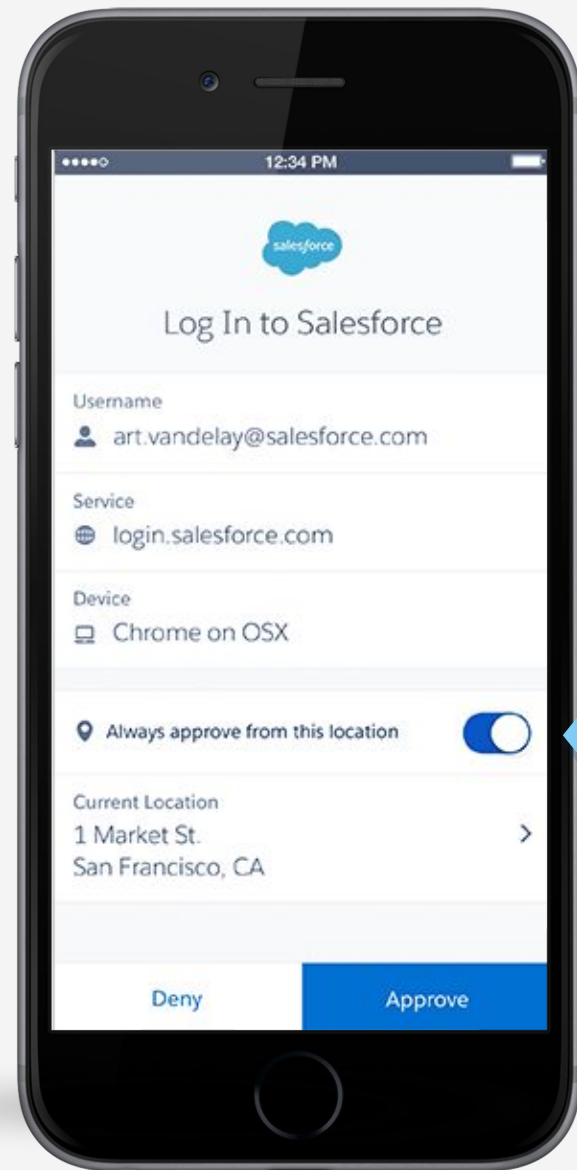 12:34 PM
salesforce
Log In to Salesforce
Username
art.vandelay@salesforce.com
Service
login.salesforce.com
Device
Chrome on OSX
Always approve from this location
Current Location
1 Market St.
San Francisco, CA
Deny
Approve